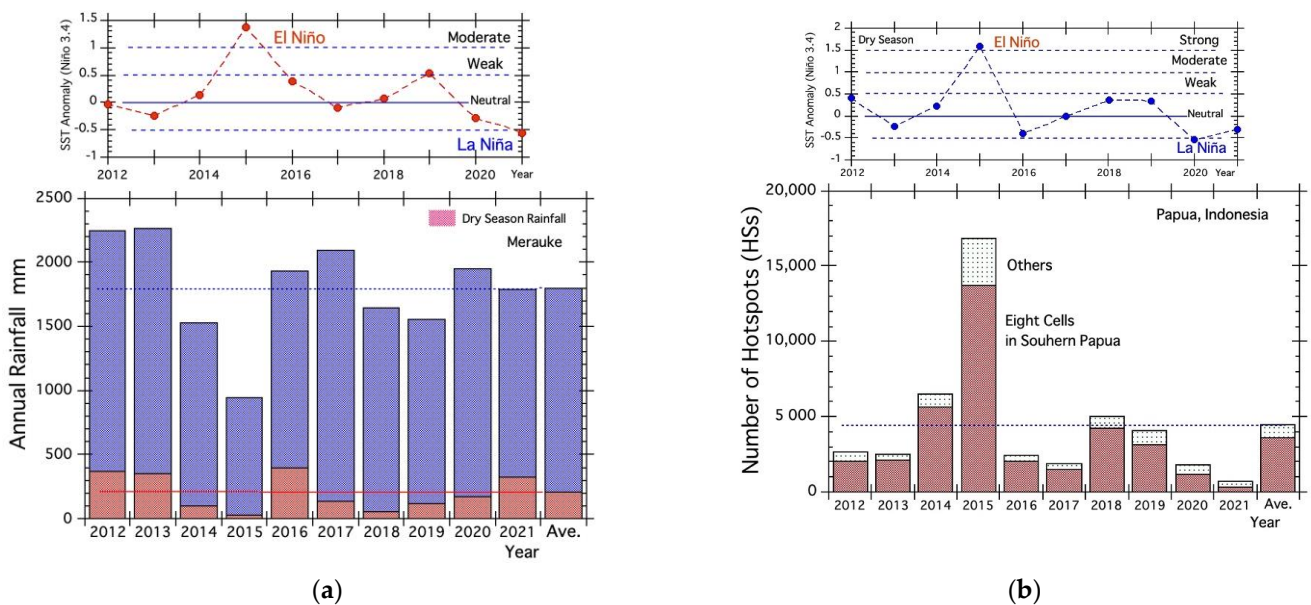 1.5
1
0.5
0
-0.5
-1
SST Anomaly (Niño 3.4)
El Niño
Moderate
Weak
Neutral
La Niña
2012
2014
2016
2018
2020
Year
2500
2000
1500
1000
500
0
Annual Rainfall mm
Dry Season Rainfall
Merauke
2012 2013 2014 2015 2016 2017 2018 2019 2020 2021 Ave.
Year
(a)
2
1.5
1
0.5
0
-0.5
-1
SST Anomaly (Niño 3.4)
Dry Season
El Niño
Strong
Moderate
Weak
Neutral
La Niña
2012
2014
2016
2018
2020
Year
20,000
15,000
10,000
5 000
0
Number of Hotspots (HSs)
Papua, Indonesia
Others
Eight Cells
in Souhern Papua
2012 2013 2014 2015 2016 2017 2018 2019 2020 2021 Ave.
Year
(b)